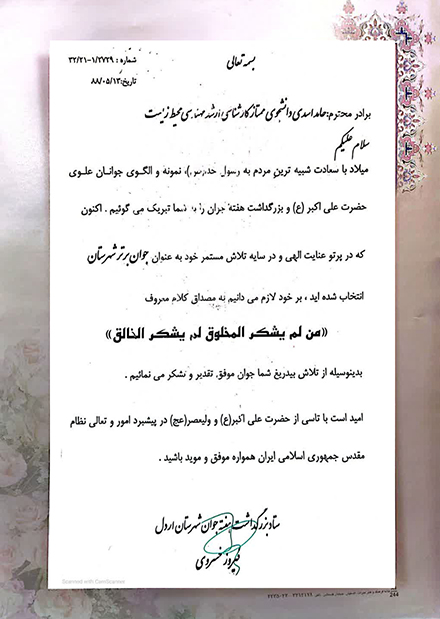 بسمه تعالی
شماره : ۳۲/۲۱-۱/۲۷۲۹
تاریخ: ۸۸/۰۵/۱۳
برادر محترم: حامد اسدی دانشجوی ممتاز کارشناسی ارشد مهندسی محیط زیست
سلام علیکم
میلاد با سعادت شبیه ترین مردم به رسول خدا(ص)، نمونه و الگوی جوانان علوی
حضرت علی اکبر (ع) و بزرگداشت هفته جوان را به شما تبریک می گوئیم . اکنون
که در پرتو عنایت الهی و در سایه تلاش مستمر خود به عنوان جوان برتر شهرستان
انتخاب شده اید ، بر خود لازم می دانیم به مصداق کلام معروف
«من لم یشکر المخلوق لم یشکر الخالق»
بدینوسیله از تلاش بیدریغ شما جوان موفق تقدیر و تشکر می نمائیم .
امید است با تاسی از حضرت علی اکبر(ع) و ولیعصر(عج) در پیشبرد امور و تعالی نظام
مقدس جمهوری اسلامی ایران همواره موفق و موید باشید .
ستاد بزرگداشت هفته جوان شهرستان اردل
فیروز خسروی
Scanned with CamScanner
244